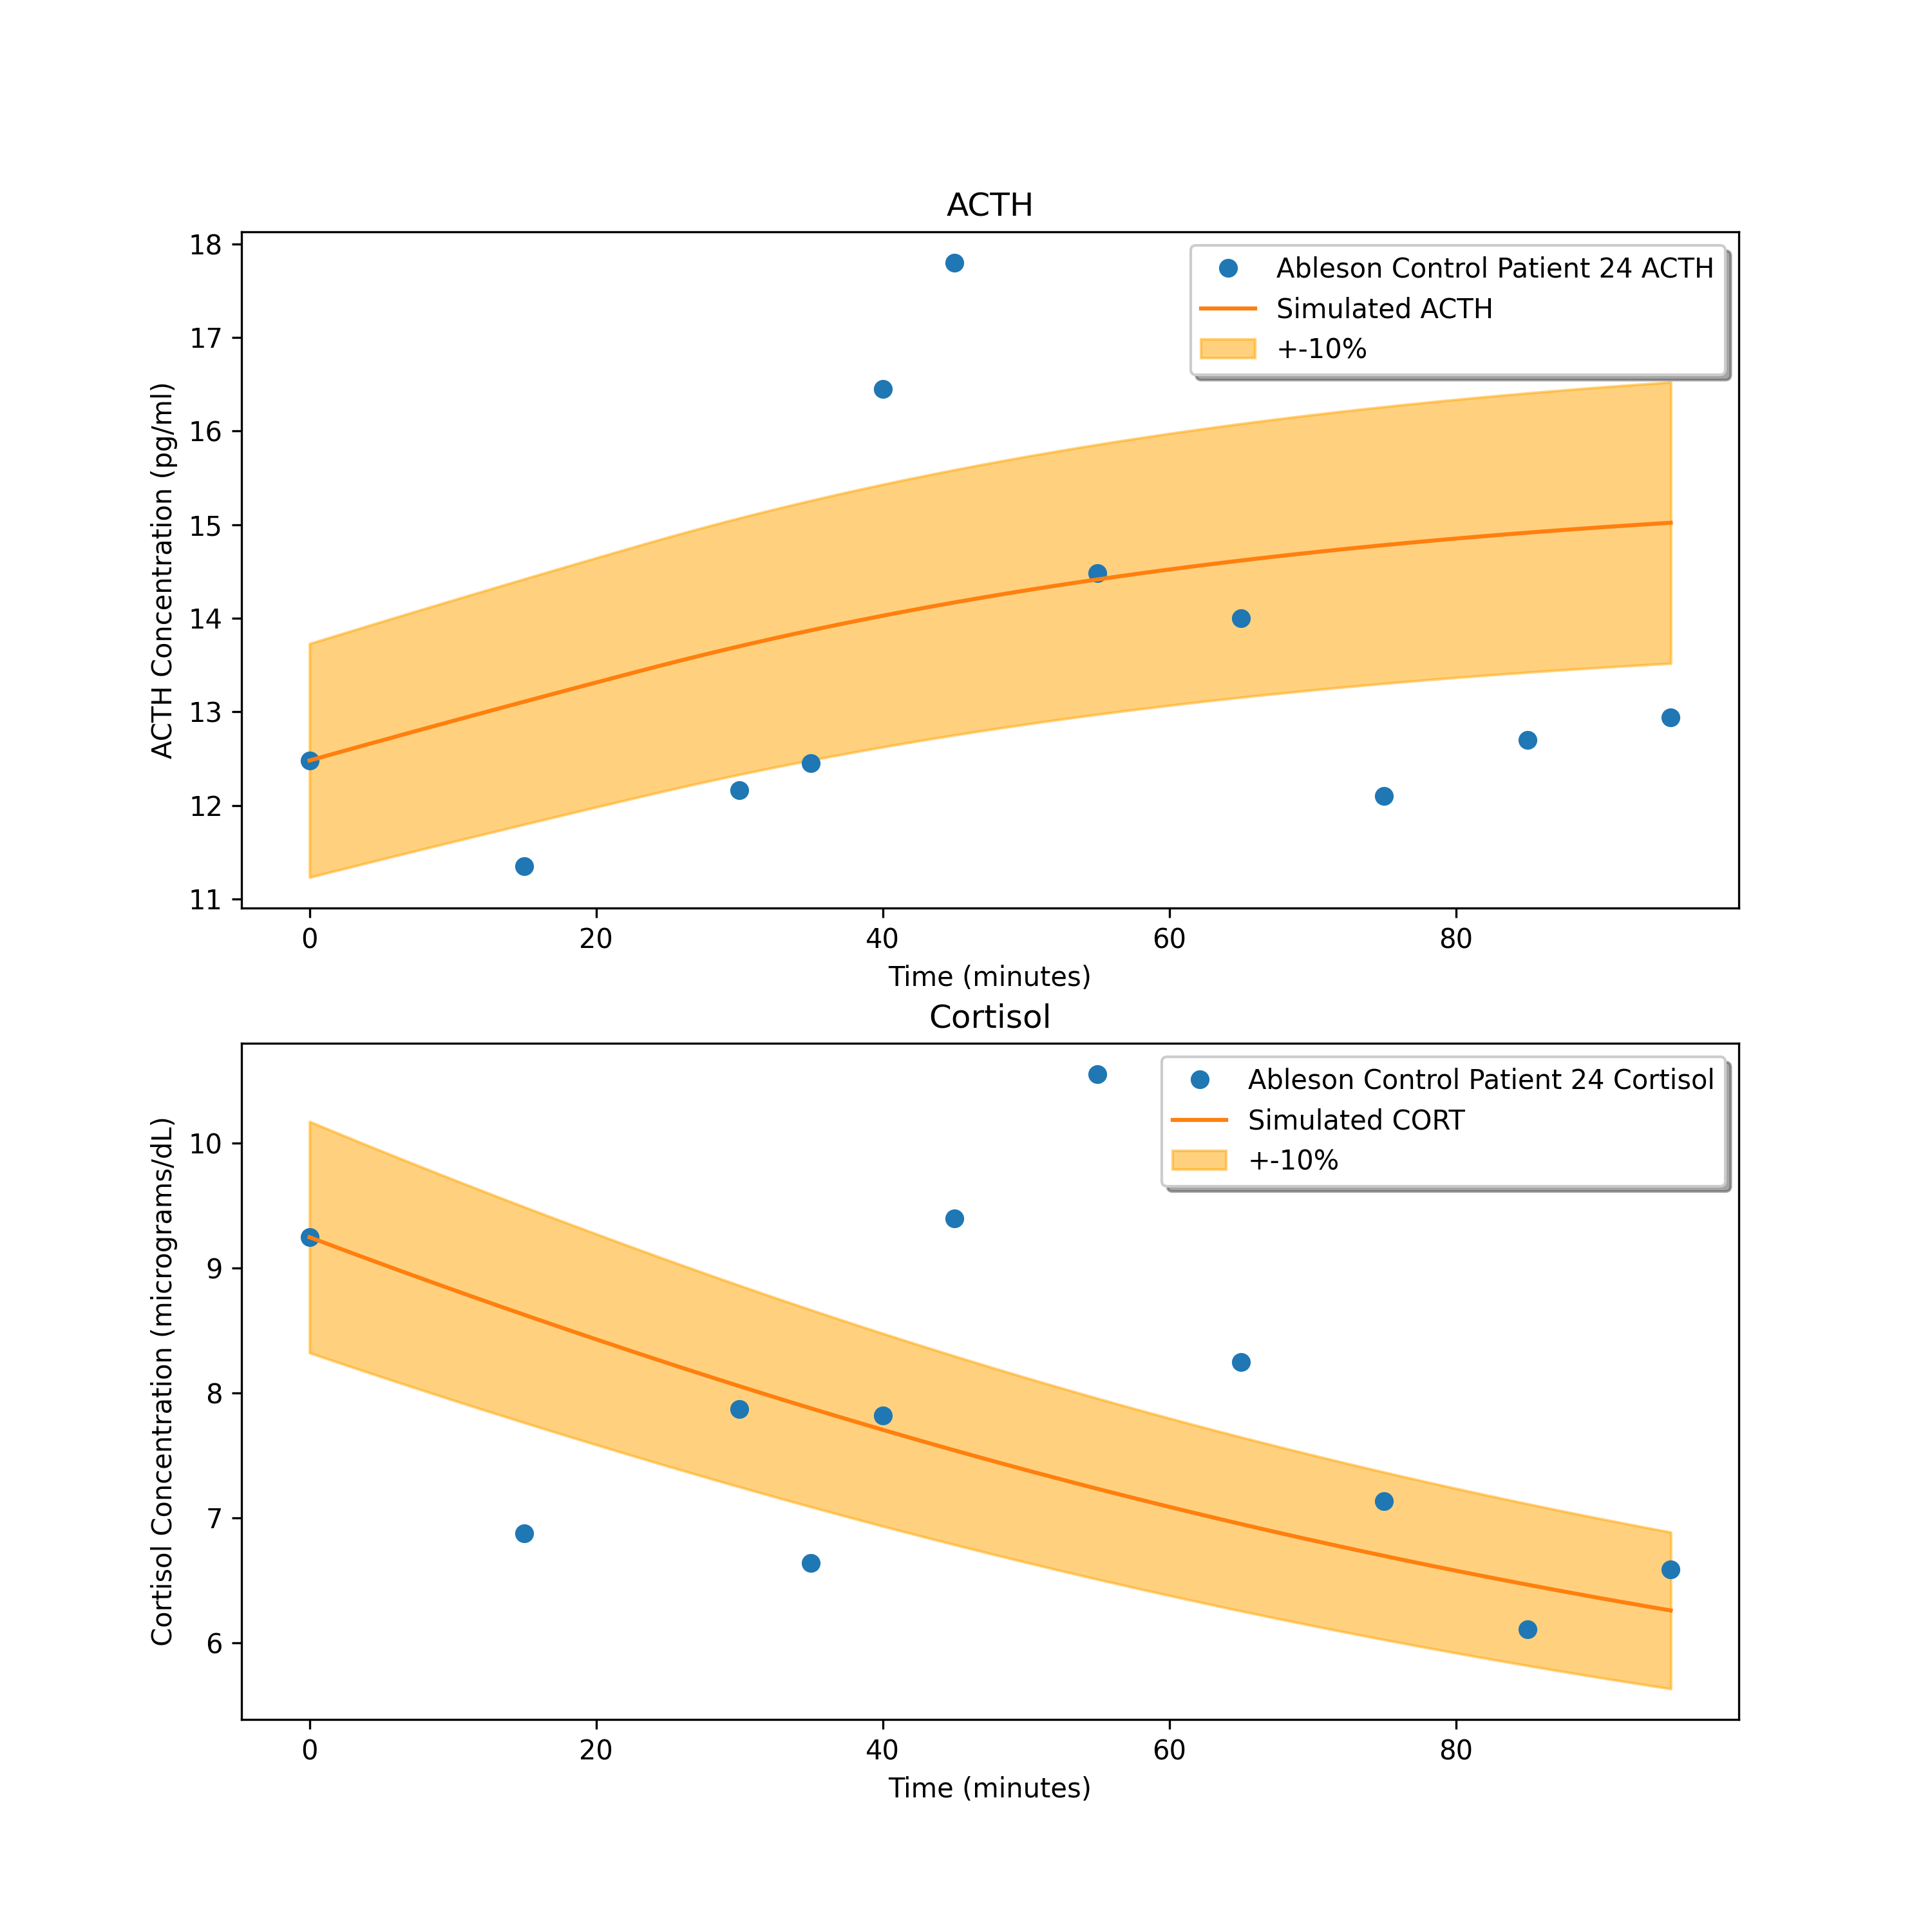 ACTH
18
17
16
15
14
13
12
11
ACTH Concentration (pg/ml)
Ableson Control Patient 24 ACTH
Simulated ACTH
+-10%
0 20 40 60 80
Time (minutes)
Cortisol
10
9
8
7
6
Cortisol Concentration (micrograms/dL)
Ableson Control Patient 24 Cortisol
Simulated CORT
+-10%
0 20 40 60 80
Time (minutes)